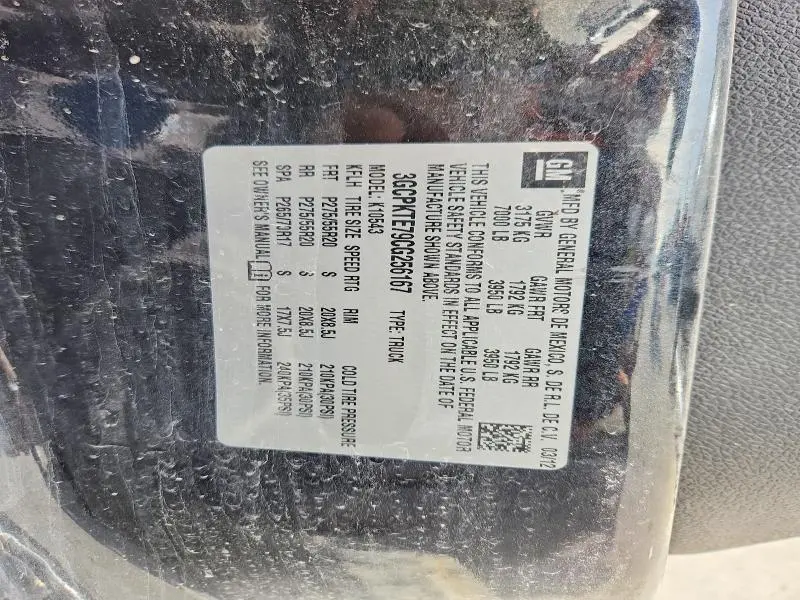 GM
®
MFD BY GENERAL MOTORS DE MEXICO, S. DE R.L. DE C.V. 03/12
GVWR GAWR FRT GAWR RR
3175 KG 1792 KG 1792 KG
7000 LB 3950 LB 3950 LB
THIS VEHICLE CONFORMS TO ALL APPLICABLE U.S. FEDERAL MOTOR
VEHICLE SAFETY STANDARDS IN EFFECT ON THE DATE OF
MANUFACTURE SHOWN ABOVE.
3GCPKTE79CG256167 TYPE: TRUCK
MODEL: K10543
KFLH TIRE SIZE SPEED RTG RIM COLD TIRE PRESSURE
FRT P275/55R20 S 20X8.5J 210KPA(30PSI)
RR P275/55R20 S 20X8.5J 210KPA(30PSI)
SPA P265/70R17 S 17X7.5J 240KPA(35PSI)
SEE OWNER'S MANUAL FOR MORE INFORMATION.